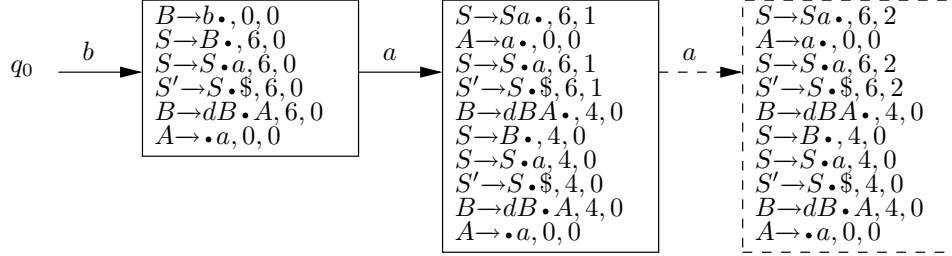 q₀
b
B→b•, 0, 0
S→B•, 6, 0
S→S•a, 6, 0
S′→S•$, 6, 0
B→dB•A, 6, 0
A→•a, 0, 0
a
S→Sa•, 6, 1
A→a•, 0, 0
S→S•a, 6, 1
S′→S•$, 6, 1
B→dBA•, 4, 0
S→B•, 4, 0
S→S•a, 4, 0
S′→S•$, 4, 0
B→dB•A, 4, 0
A→•a, 0, 0
a
S→Sa•, 6, 2
A→a•, 0, 0
S→S•a, 6, 2
S′→S•$, 6, 2
B→dBA•, 4, 0
S→B•, 4, 0
S→S•a, 4, 0
S′→S•$, 4, 0
B→dB•A, 4, 0
A→•a, 0, 0